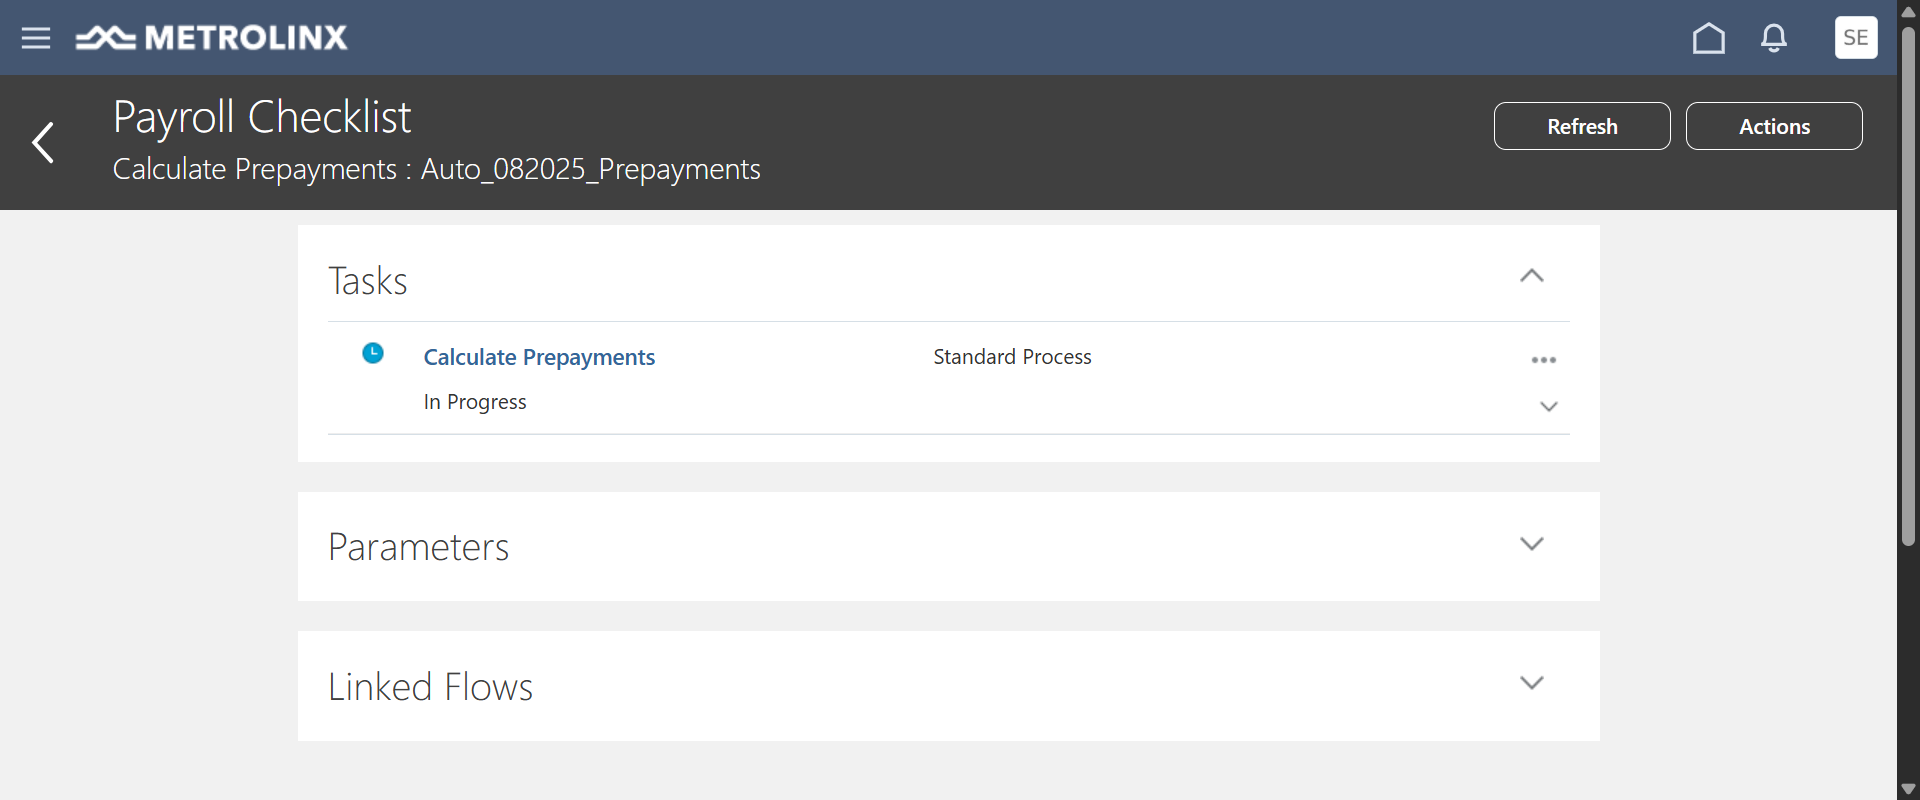 METROLINX
SE
Payroll Checklist
Calculate Prepayments : Auto_082025_Prepayments
Refresh
Actions
Tasks
Calculate Prepayments
Standard Process
In Progress
Parameters
Linked Flows